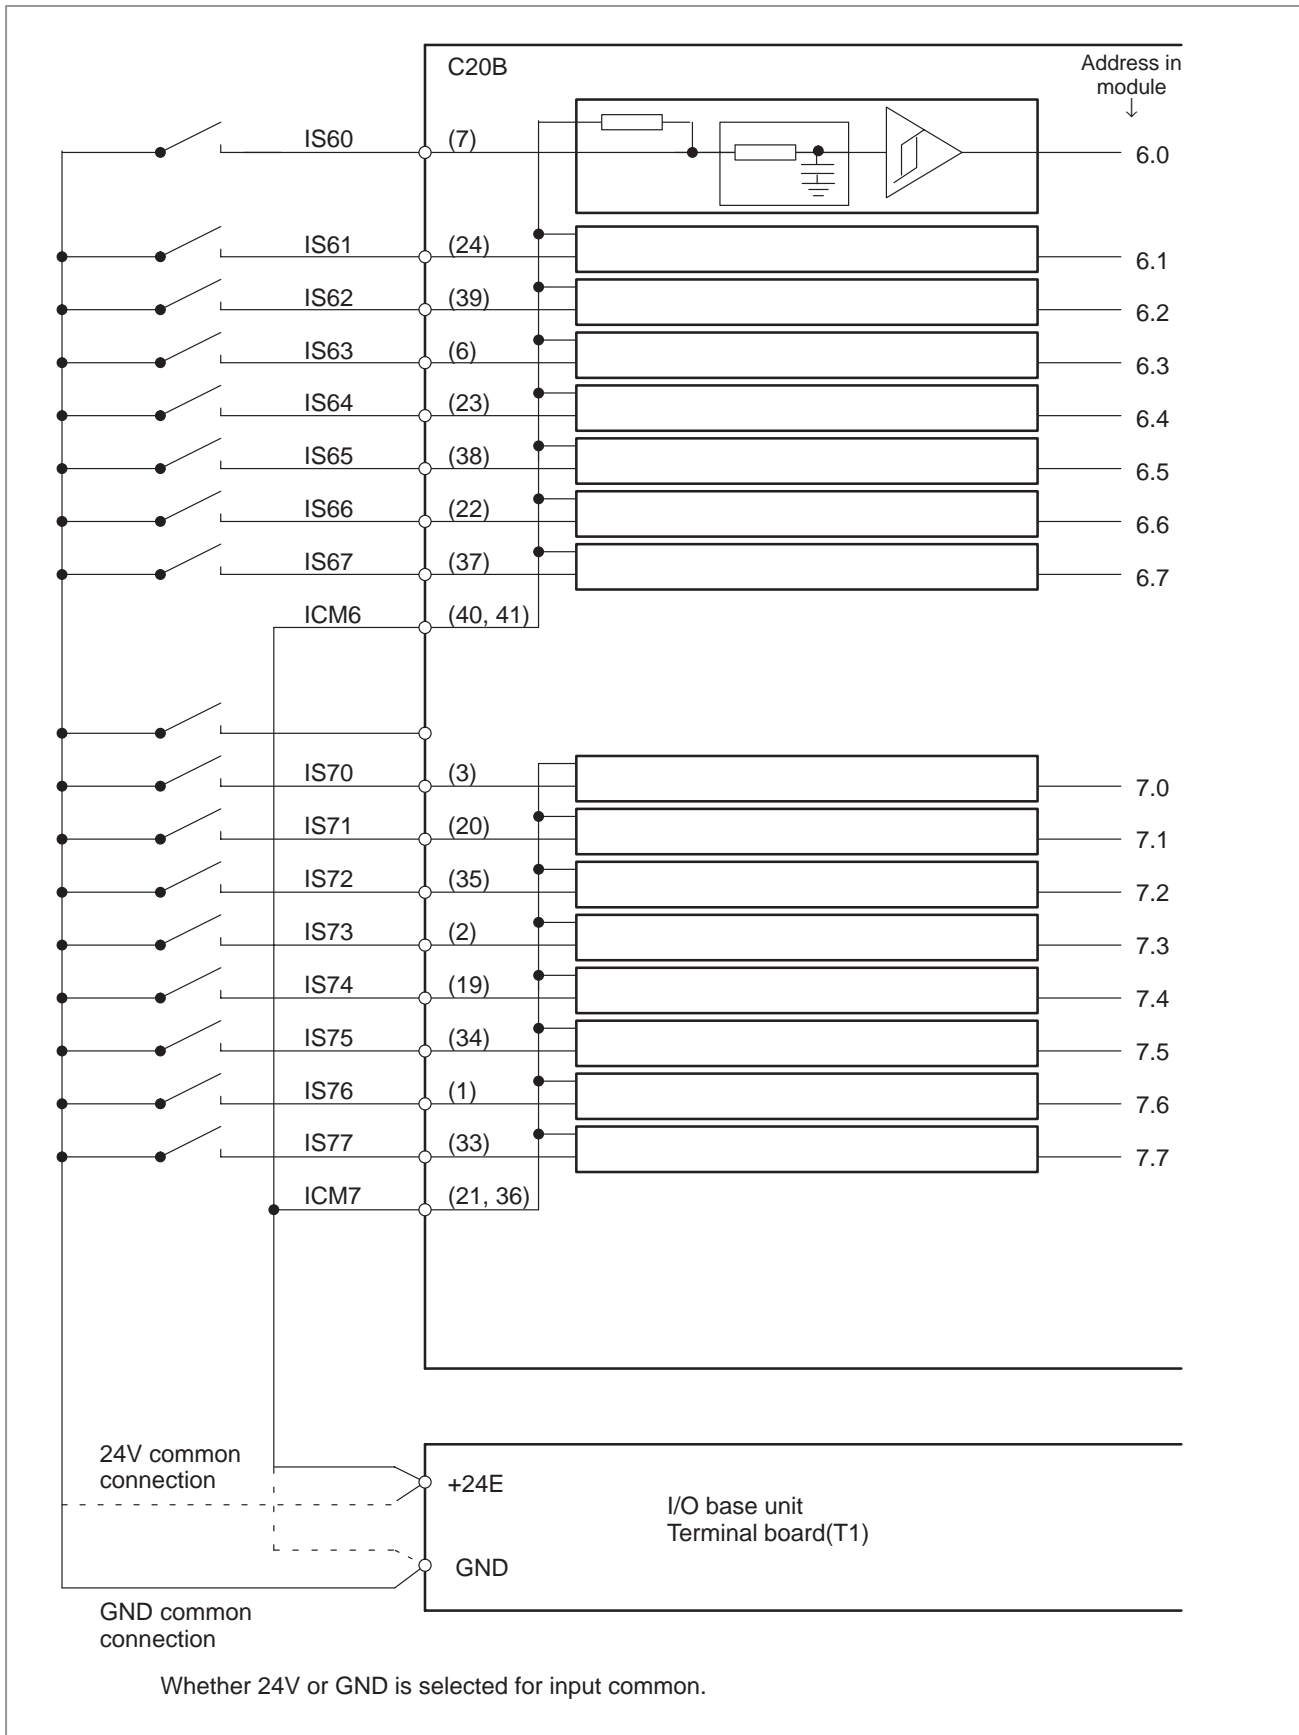 C20B
Address in
module
↓
IS60 (7) 6.0
IS61 (24) 6.1
IS62 (39) 6.2
IS63 (6) 6.3
IS64 (23) 6.4
IS65 (38) 6.5
IS66 (22) 6.6
IS67 (37) 6.7
ICM6 (40, 41)
IS70 (3) 7.0
IS71 (20) 7.1
IS72 (35) 7.2
IS73 (2) 7.3
IS74 (19) 7.4
IS75 (34) 7.5
IS76 (1) 7.6
IS77 (33) 7.7
ICM7 (21, 36)
24V common
connection
+24E
I/O base unit
Terminal board(T1)
GND
GND common
connection
Whether 24V or GND is selected for input common.